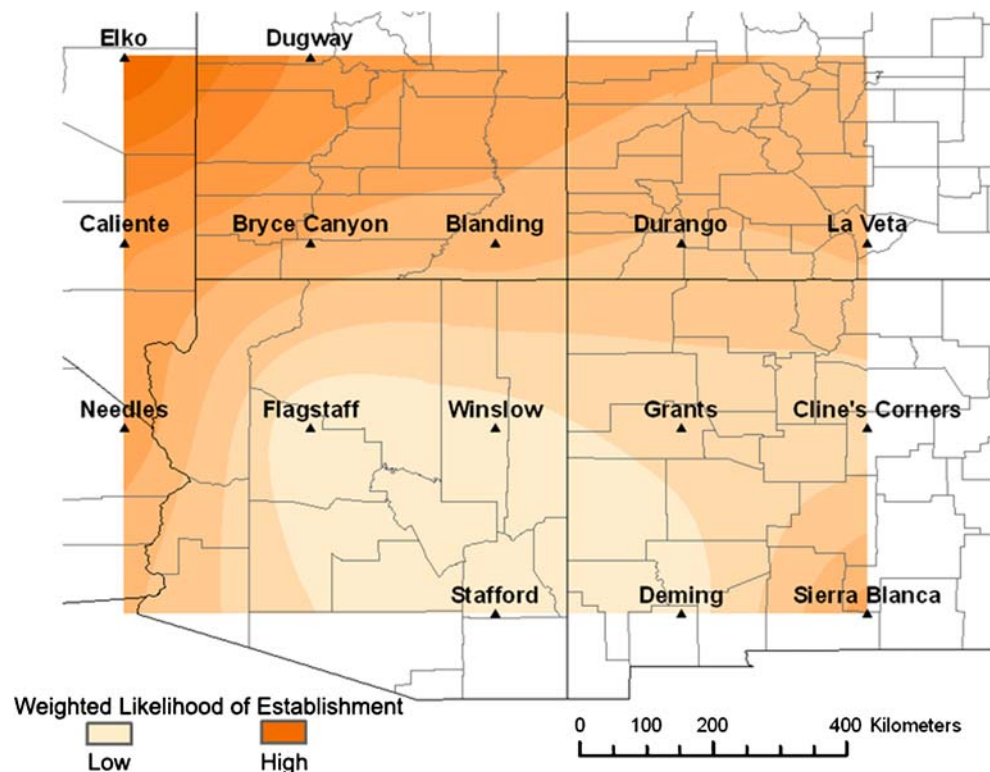 Elko Dugway
Caliente Bryce Canyon Blanding Durango La Veta
Needles Flagstaff Winslow Grants Cline's Corners
Stafford Deming Sierra Blanca
Weighted Likelihood of Establishment
Low High
0 100 200 400 Kilometers